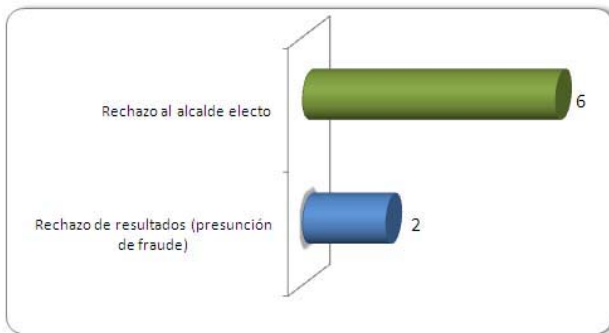 Rechazo al alcalde electo
6
Rechazo de resultados (presunción
de fraude)
2